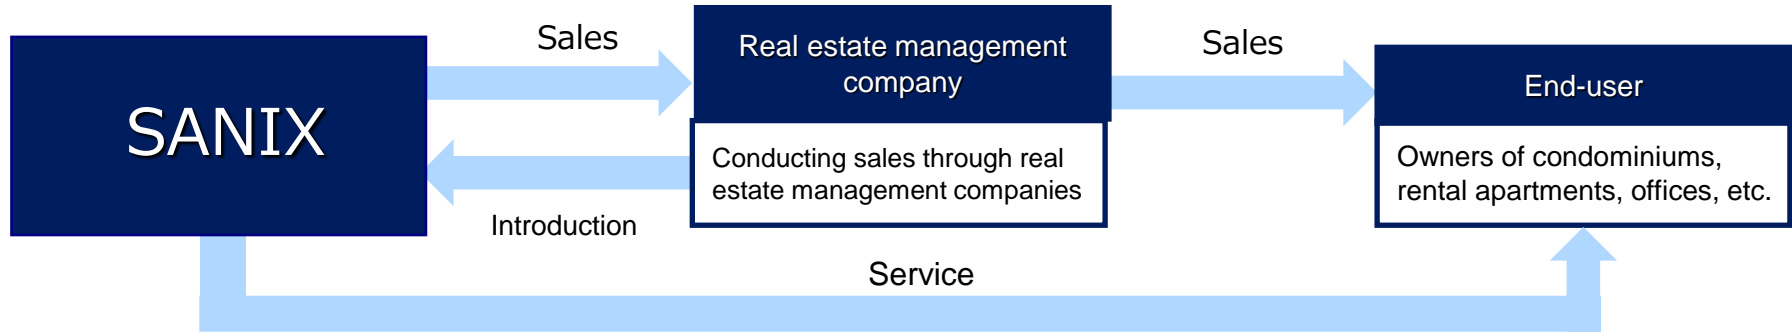 Sales
Real estate management
company
Sales
SANIX
End-user
Conducting sales through real
estate management companies
Owners of condominiums,
rental apartments, offices, etc.
Introduction
Service